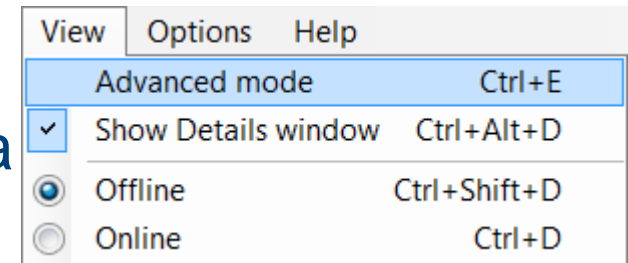 View Options Help
Advanced mode Ctrl+E
a
Show Details window Ctrl+Alt+D
Offline Ctrl+Shift+D
Online Ctrl+D